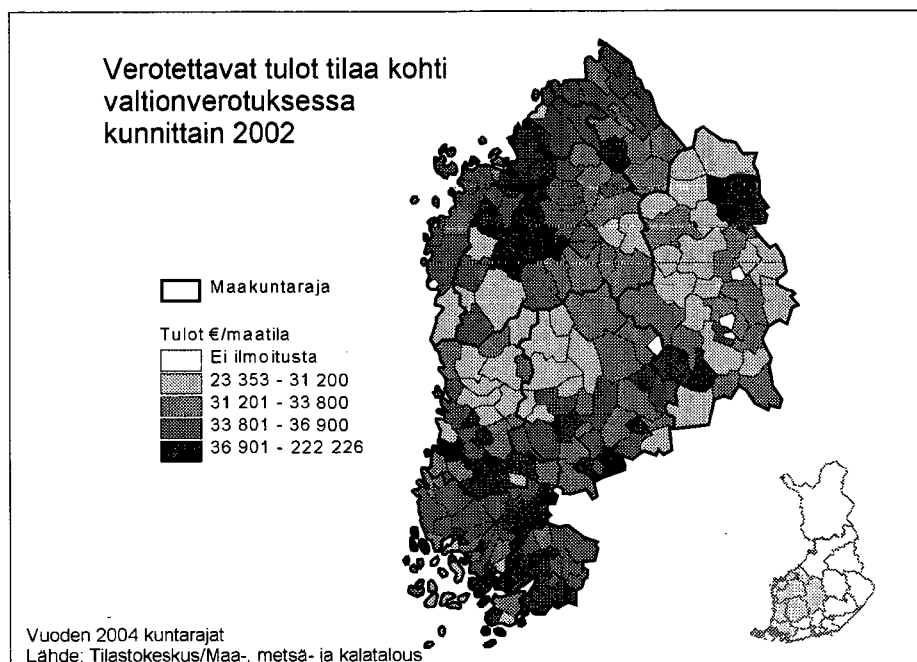 Verotettavat tulot tilaa kohti
valtionverotuksessa
kunnittain 2002
Maakuntaraja
Tulot €/maatila
Ei ilmoitusta
23 353 - 31 200
31 201 - 33 800
33 801 - 36 900
36 901 - 222 226
Vuoden 2004 kuntarajat
Lähde: Tilastokeskus/Maa-, metsä- ja kalatalous